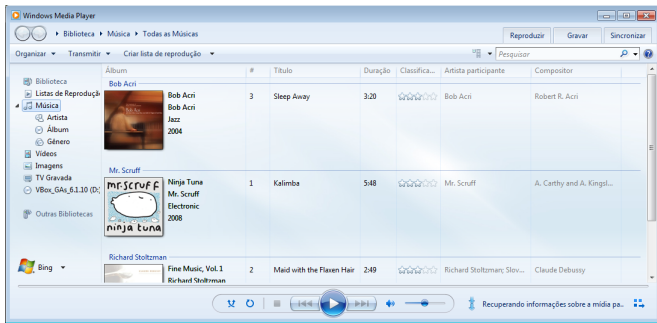 Windows Media Player
Biblioteca Música Todas as Músicas
Reproduzir Gravar Sincronizar
Organizar Transmitir Criar lista de reprodução
Pesquisar
Álbum # Título Duração Classifica... Artista participante Compositor
Biblioteca
Listas de Reproduçã
Música
Artista
Álbum
Gênero
Vídeos
Imagens
TV Gravada
VBox_GAs_6.1.10 (D:
Outras Bibliotecas
Bing
Bob Acri
Bob Acri 3 Sleep Away 3:20 Bob Acri Robert R. Acri
Bob Acri
Jazz
2004
Mr. Scruff
mr.scruff
ninja tuna
Ninja Tuna 1 Kalimba 5:48 Mr. Scruff A. Carthy and A. Kingsl...
Mr. Scruff
Electronic
2008
Richard Stoltzman
Fine Music, Vol. 1 2 Maid with the Flaxen Hair 2:49 Richard Stoltzman; Slov... Claude Debussy
Richard Stoltzman
Recuperando informações sobre a mídia pa..